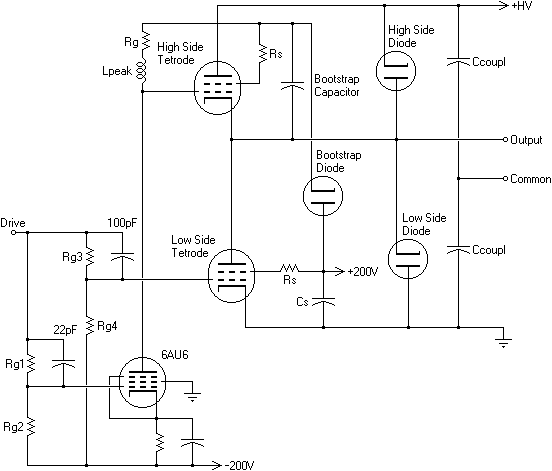 +HV
High Side
Diode
Rg
High Side
Tetrode
Rs
Lpeak
Ccoupl
Bootstrap
Capacitor
Output
Bootstrap
Diode
Common
Drive
100pF
Low Side
Diode
Low Side
Tetrode
Rg3
Ccoupl
Rs
+200V
Cs
Rg4
22pF
6AU6
Rg1
Rg2
-200V